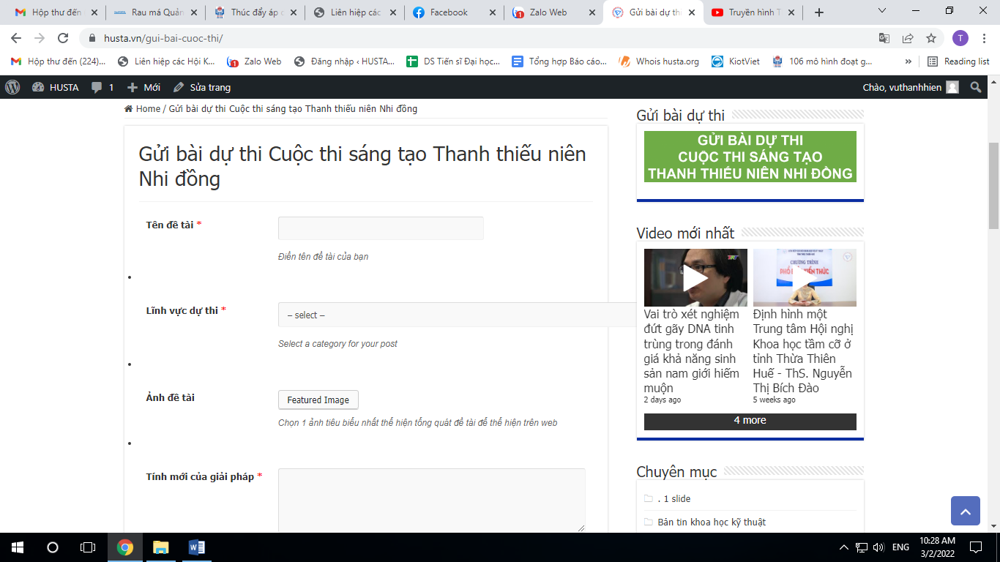 Hộp thư đến
Rau má Quản
Thúc đẩy áp d
Liên hiệp các
Facebook
Zalo Web
Gửi bài dự thi
Truyền hình T
husta.vn/gui-bai-cuoc-thi/
T
Hộp thư đến (224)...
Liên hiệp các Hội K...
Zalo Web
Đăng nhập ‹ HUSTA...
DS Tiến sĩ Đại học...
Tổng hợp Báo cáo...
Whois husta.org
KiotViet
106 mô hình đoạt g...
»
Reading list
HUSTA
1
Mới
Sửa trang
Chào, vuthanhhien
Home / Gửi bài dự thi Cuộc thi sáng tạo Thanh thiếu niên Nhi đồng
Gửi bài dự thi Cuộc thi sáng tạo Thanh thiếu niên
Nhi đồng
Tên đề tài *
Điền tên đề tài của bạn
Lĩnh vực dự thi *
– select –
Select a category for your post
Ảnh đề tài
Featured Image
Chọn 1 ảnh tiêu biểu nhất thể hiện tổng quát đề tài để thể hiện trên web
Tính mới của giải pháp *
Gửi bài dự thi
GỬI BÀI DỰ THI
CUỘC THI SÁNG TẠO
THANH THIẾU NIÊN NHI ĐỒNG
Video mới nhất
CHƯƠNG TRÌNH
PHỔ BIẾN KIẾN THỨC
Vai trò xét nghiệm
đứt gãy DNA tinh
trùng trong đánh
giá khả năng sinh
sản nam giới hiếm
muộn
2 days ago
Định hình một
Trung tâm Hội nghị
Khoa học tầm cỡ ở
tỉnh Thừa Thiên
Huế - ThS. Nguyễn
Thị Bích Đào
5 weeks ago
4 more
Chuyên mục
. 1 slide
Bản tin khoa học kỹ thuật
ENG
10:28 AM
3/2/2022